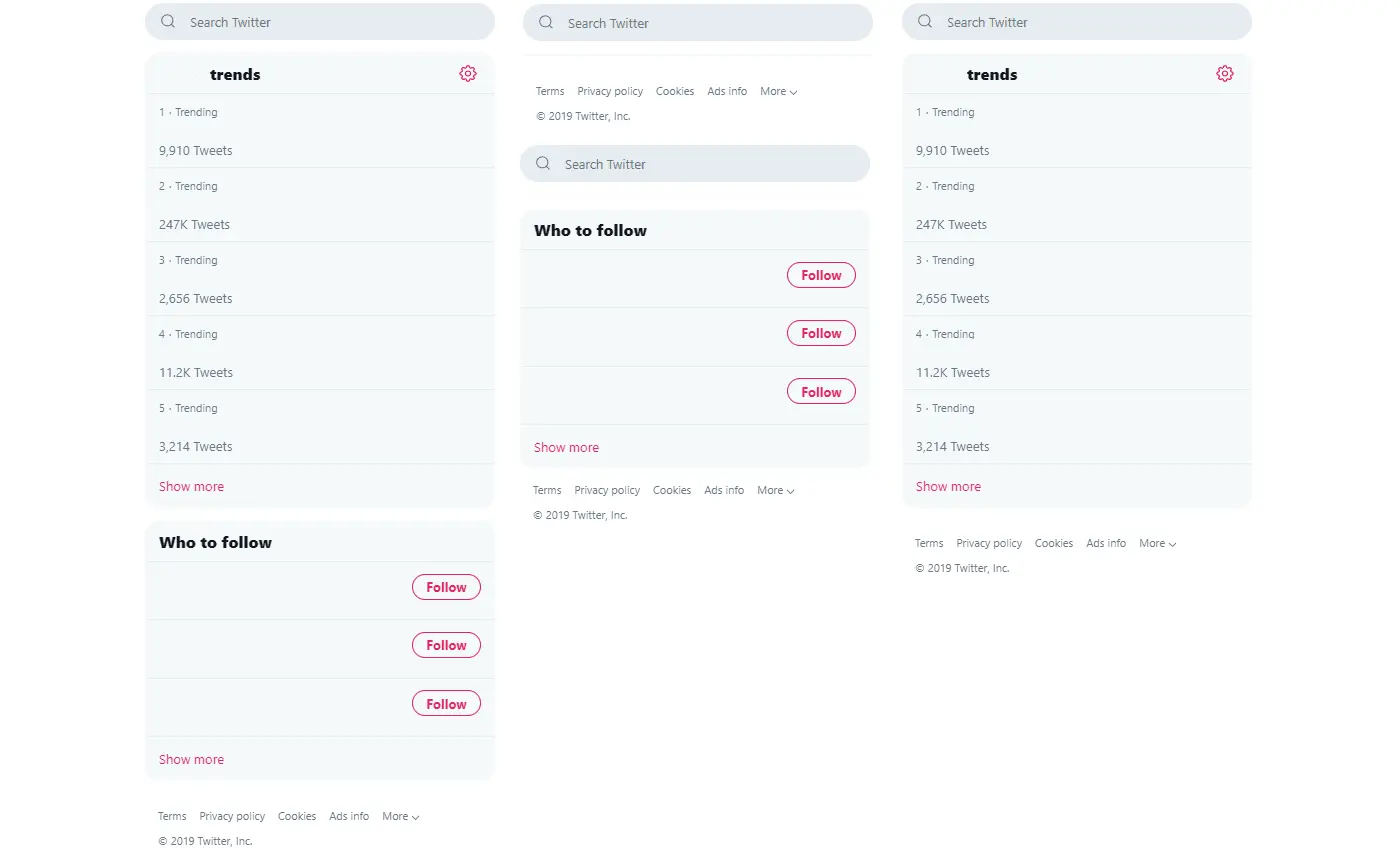 Search Twitter
trends
1 · Trending
9,910 Tweets
2 · Trending
247K Tweets
3 · Trending
2,656 Tweets
4 · Trending
11.2K Tweets
5 · Trending
3,214 Tweets
Show more
Who to follow
Follow
Follow
Follow
Show more
Terms Privacy policy Cookies Ads info More
© 2019 Twitter, Inc.
Search Twitter
Terms Privacy policy Cookies Ads info More
© 2019 Twitter, Inc.
Search Twitter
Who to follow
Follow
Follow
Follow
Show more
Terms Privacy policy Cookies Ads info More
© 2019 Twitter, Inc.
Search Twitter
trends
1 · Trending
9,910 Tweets
2 · Trending
247K Tweets
3 · Trending
2,656 Tweets
4 · Trending
11.2K Tweets
5 · Trending
3,214 Tweets
Show more
Terms Privacy policy Cookies Ads info More
© 2019 Twitter, Inc.